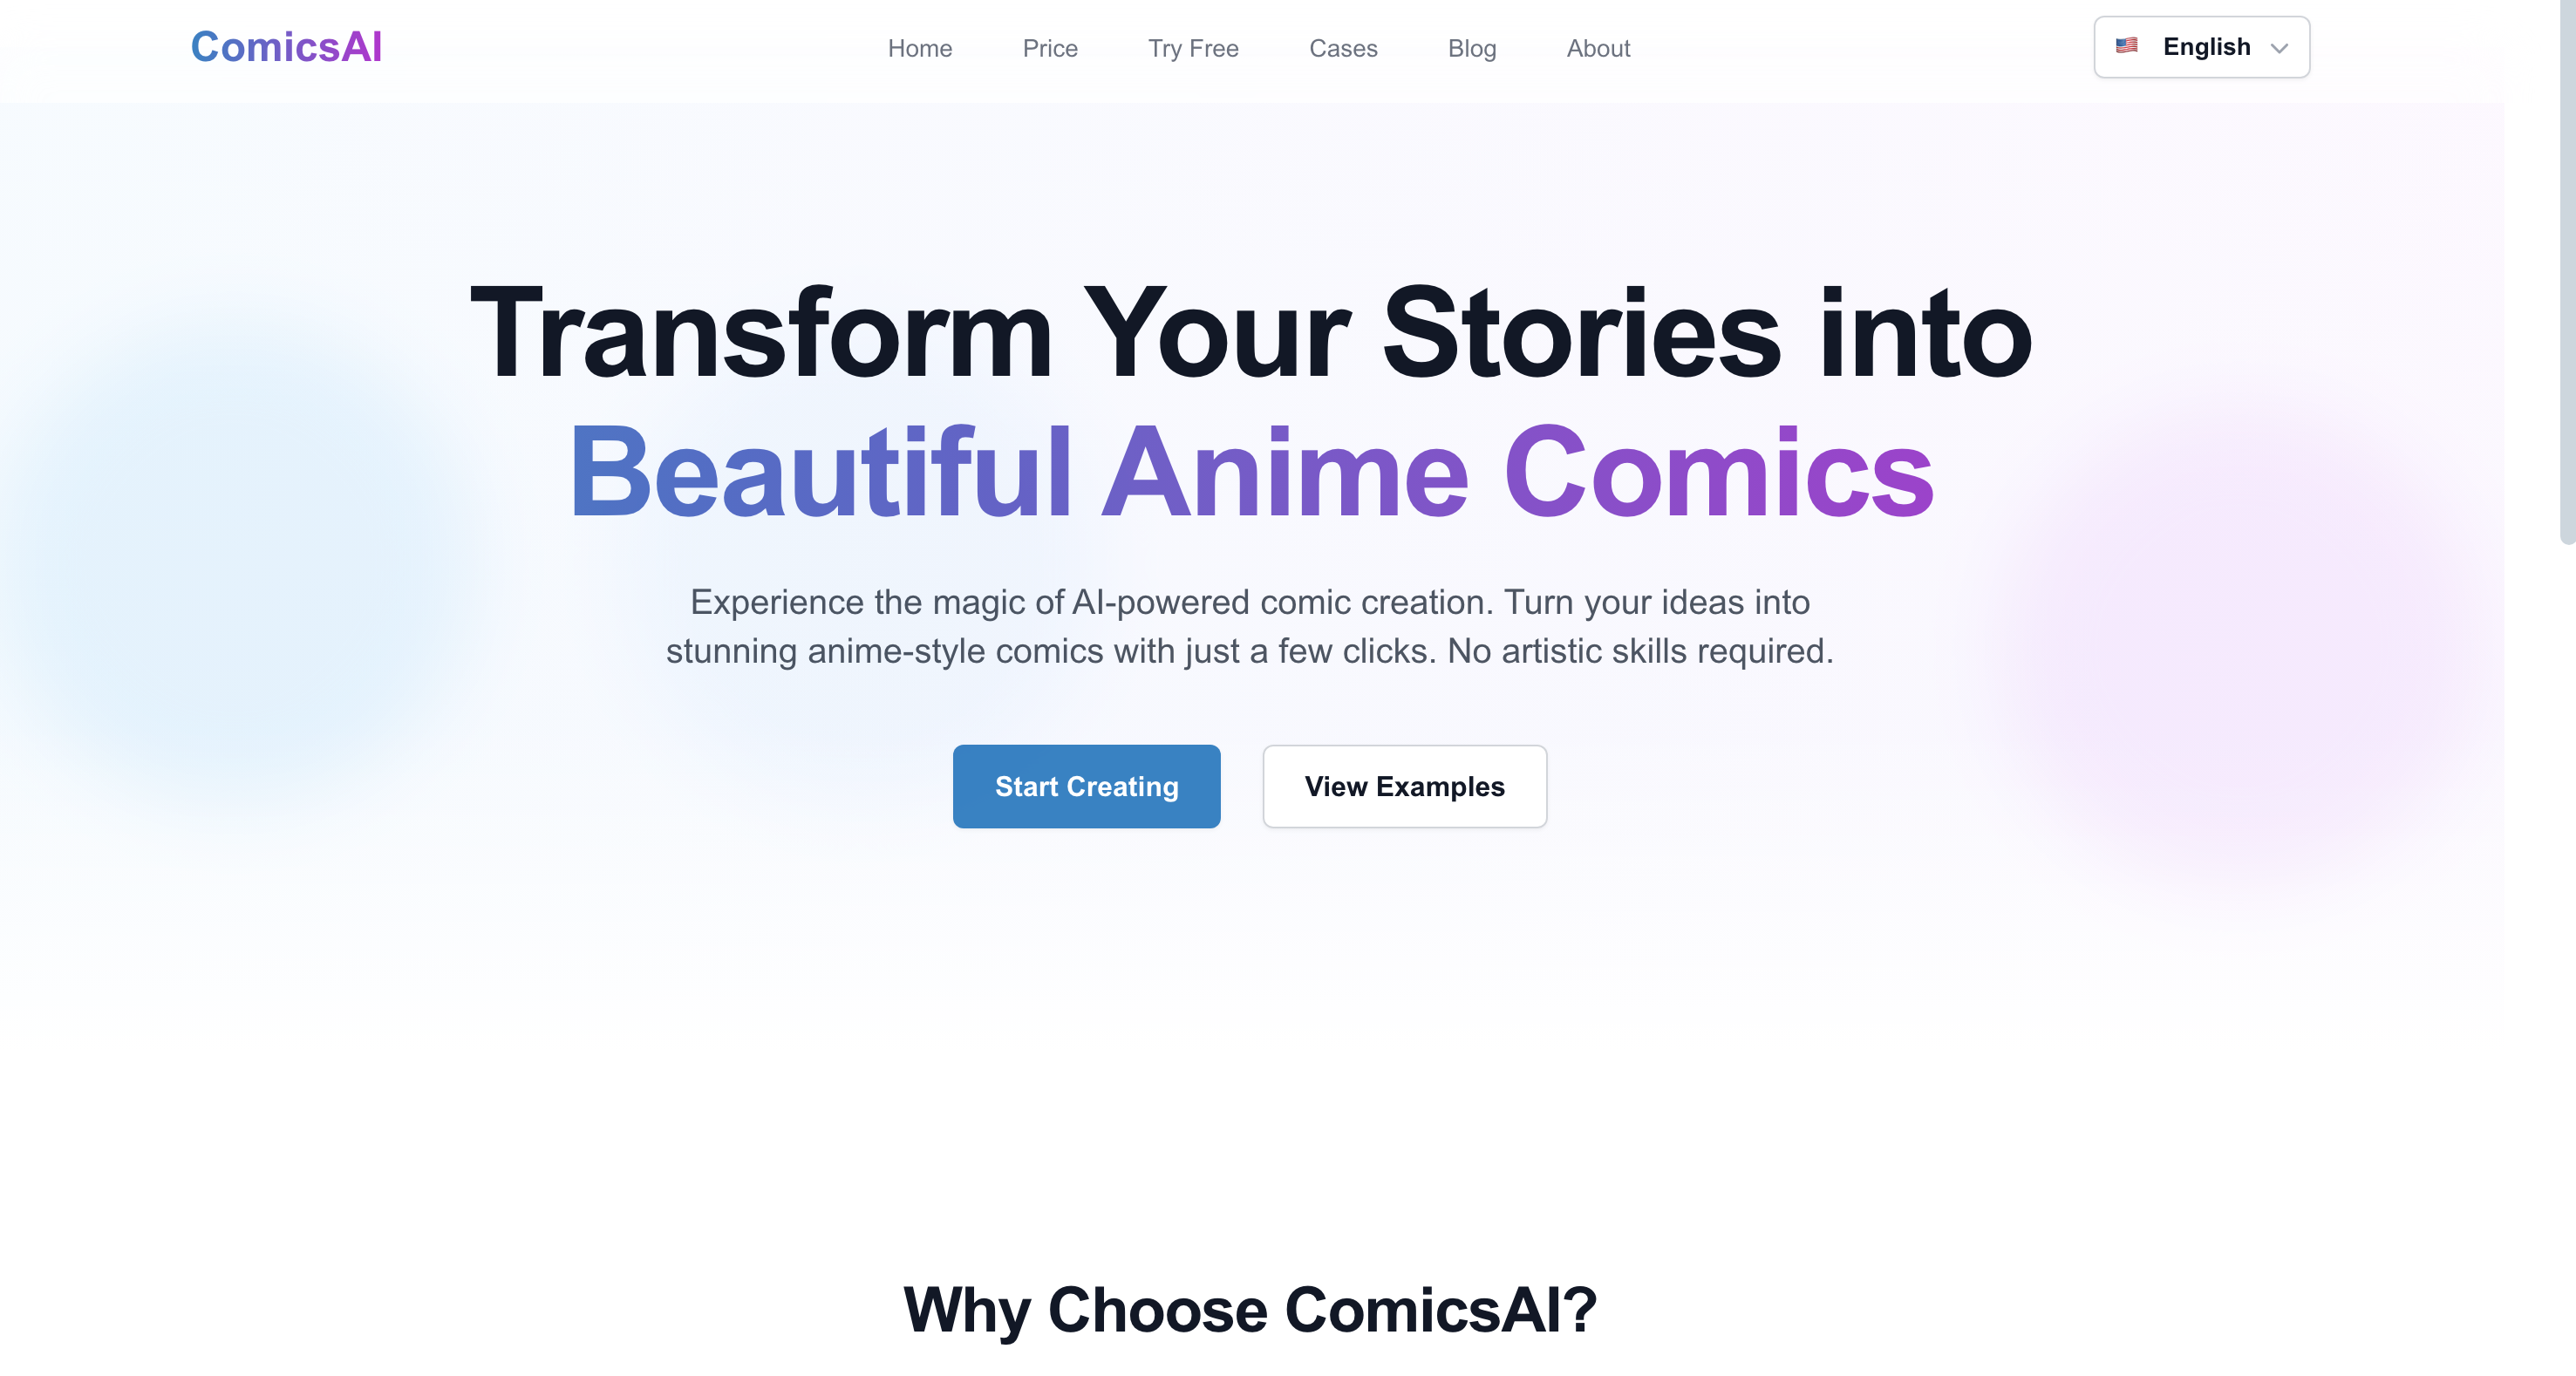 ComicsAI
Home Price Try Free Cases Blog About
English
Transform Your Stories into
Beautiful Anime Comics
Experience the magic of AI-powered comic creation. Turn your ideas into
stunning anime-style comics with just a few clicks. No artistic skills required.
Start Creating
View Examples
Why Choose ComicsAI?